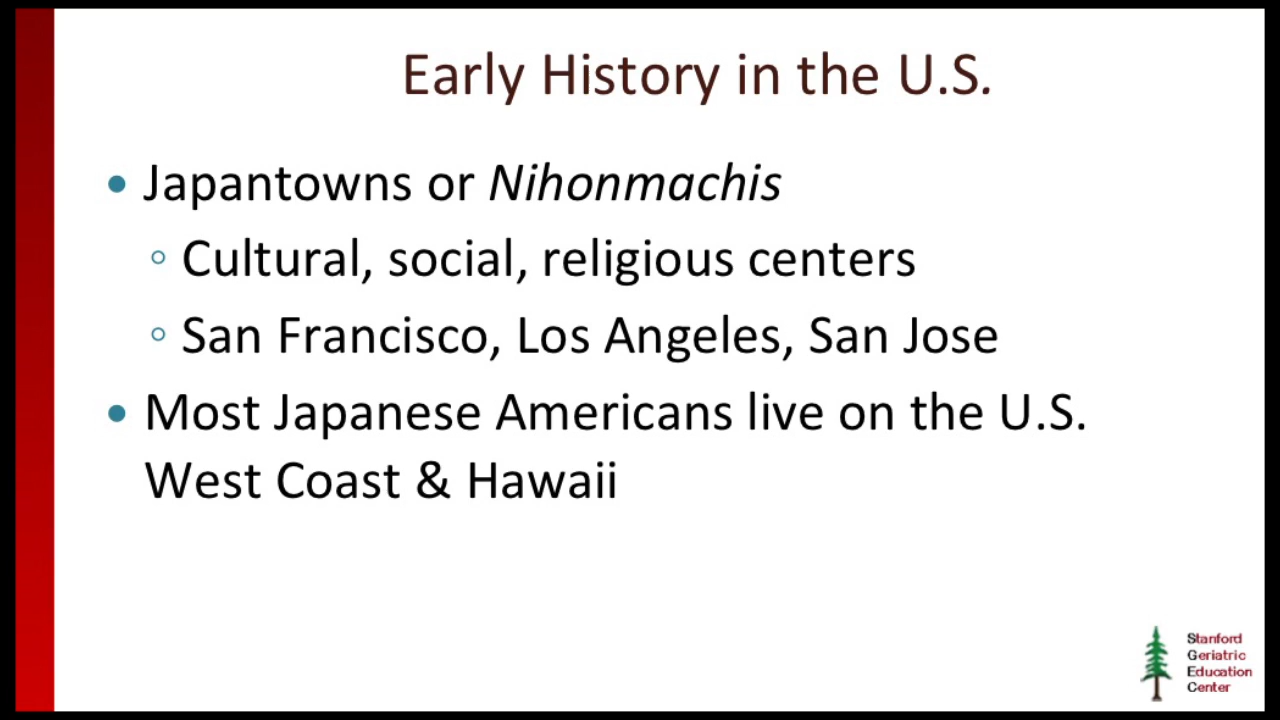 Early History in the U.S.
• Japantowns or Nihonmachis
◦ Cultural, social, religious centers
◦ San Francisco, Los Angeles, San Jose
• Most Japanese Americans live on the U.S.
West Coast & Hawaii
Stanford
Geriatric
Education
Center